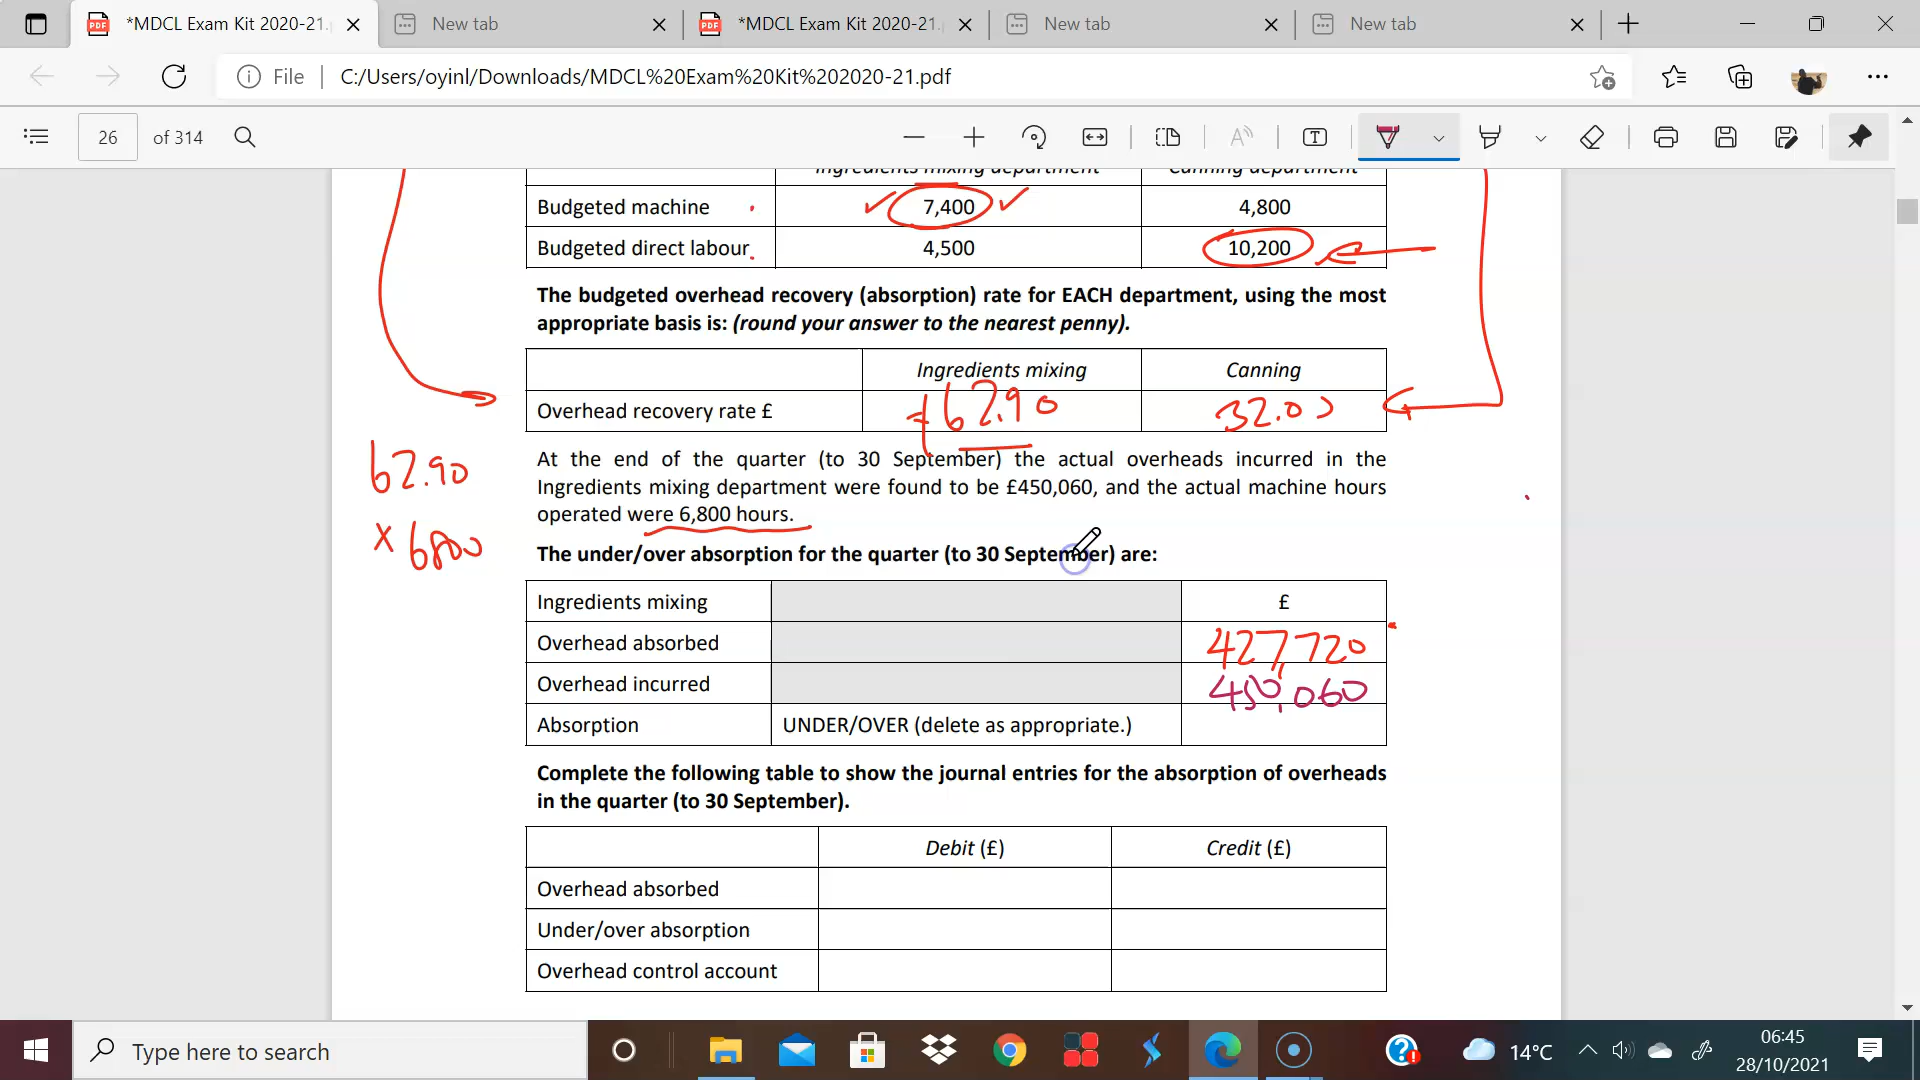 *MDCL Exam Kit 2020-21.p
New tab
*MDCL Exam Kit 2020-21.
New tab
New tab
File
C:/Users/oyinl/Downloads/MDCL%20Exam%20Kit%202020-21.pdf
26 of 314
Ingredients mixing department Canning department
Budgeted machine 7,400 4,800
Budgeted direct labour 4,500 10,200
The budgeted overhead recovery (absorption) rate for EACH department, using the most
appropriate basis is: (round your answer to the nearest penny).
Ingredients mixing Canning
Overhead recovery rate £ £62.90 32.00
At the end of the quarter (to 30 September) the actual overheads incurred in the
Ingredients mixing department were found to be £450,060, and the actual machine hours
operated were 6,800 hours.
62.90
x 6800
The under/over absorption for the quarter (to 30 September) are:
Ingredients mixing £
Overhead absorbed 427,720
Overhead incurred 450,060
Absorption UNDER/OVER (delete as appropriate.)
Complete the following table to show the journal entries for the absorption of overheads
in the quarter (to 30 September).
Debit (£) Credit (£)
Overhead absorbed
Under/over absorption
Overhead control account
Type here to search
14°C
06:45
28/10/2021